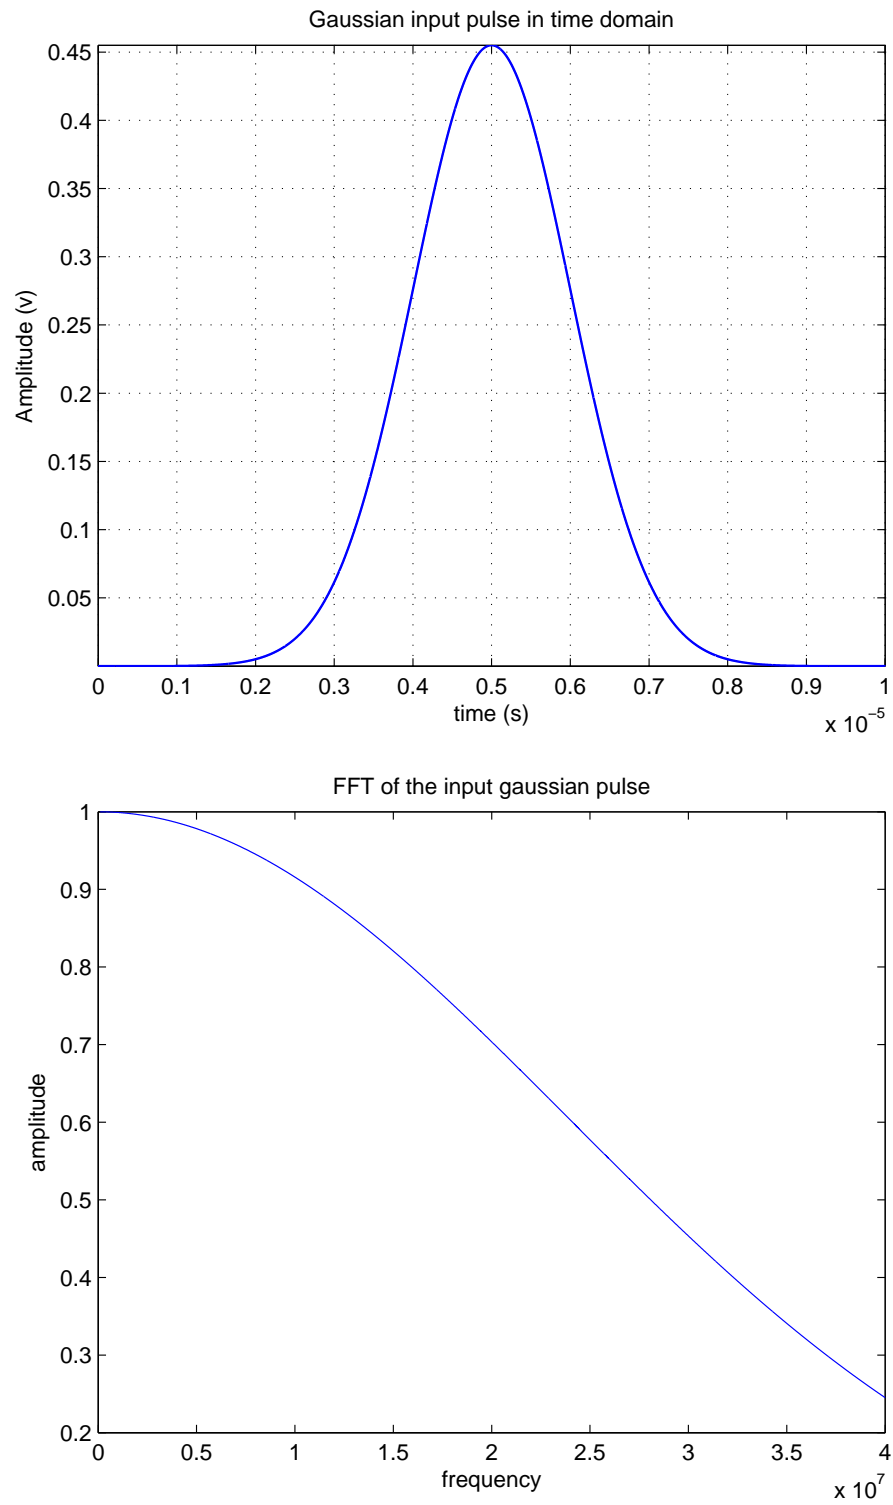 Gaussian input pulse in time domain
0.45
0.4
0.35
0.3
0.25
0.2
0.15
0.1
0.05
Amplitude (v)
0 0.1 0.2 0.3 0.4 0.5 0.6 0.7 0.8 0.9 1
time (s)
x 10⁻⁵
FFT of the input gaussian pulse
1
0.9
0.8
0.7
0.6
0.5
0.4
0.3
0.2
amplitude
0 0.5 1 1.5 2 2.5 3 3.5 4
frequency
x 10⁷